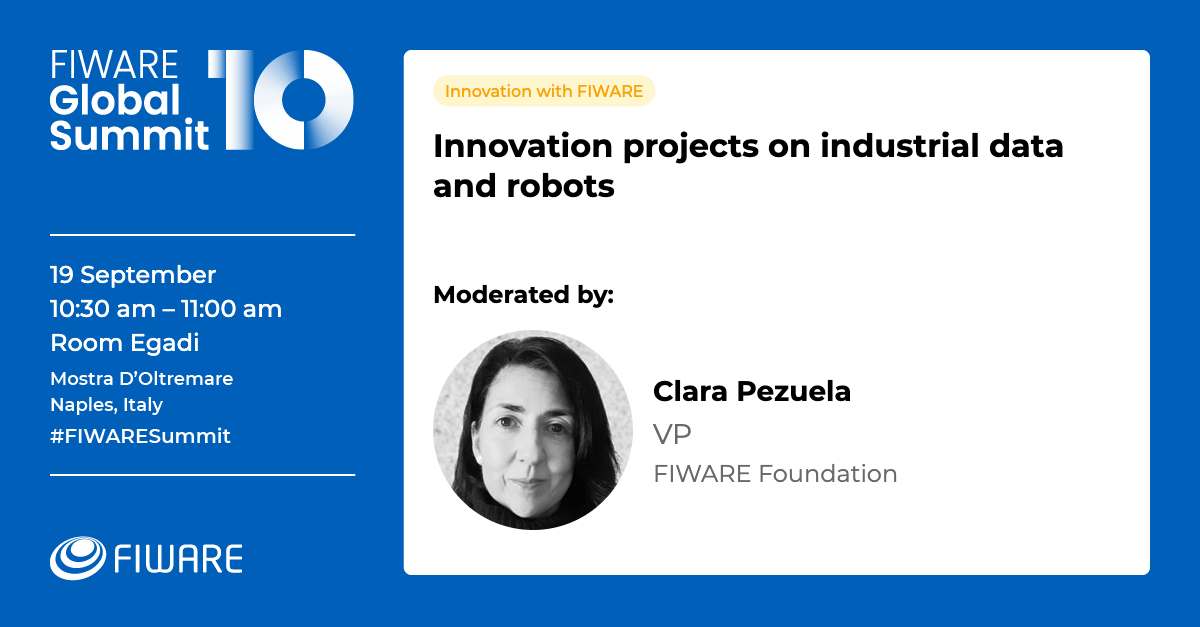 FIWARE
Global
Summit
10
19 September
10:30 am – 11:00 am
Room Egadi
Mostra D’Oltremare
Naples, Italy
#FIWARESummit
FIWARE
Innovation with FIWARE
Innovation projects on industrial data
and robots
Moderated by:
Clara Pezuela
VP
FIWARE Foundation